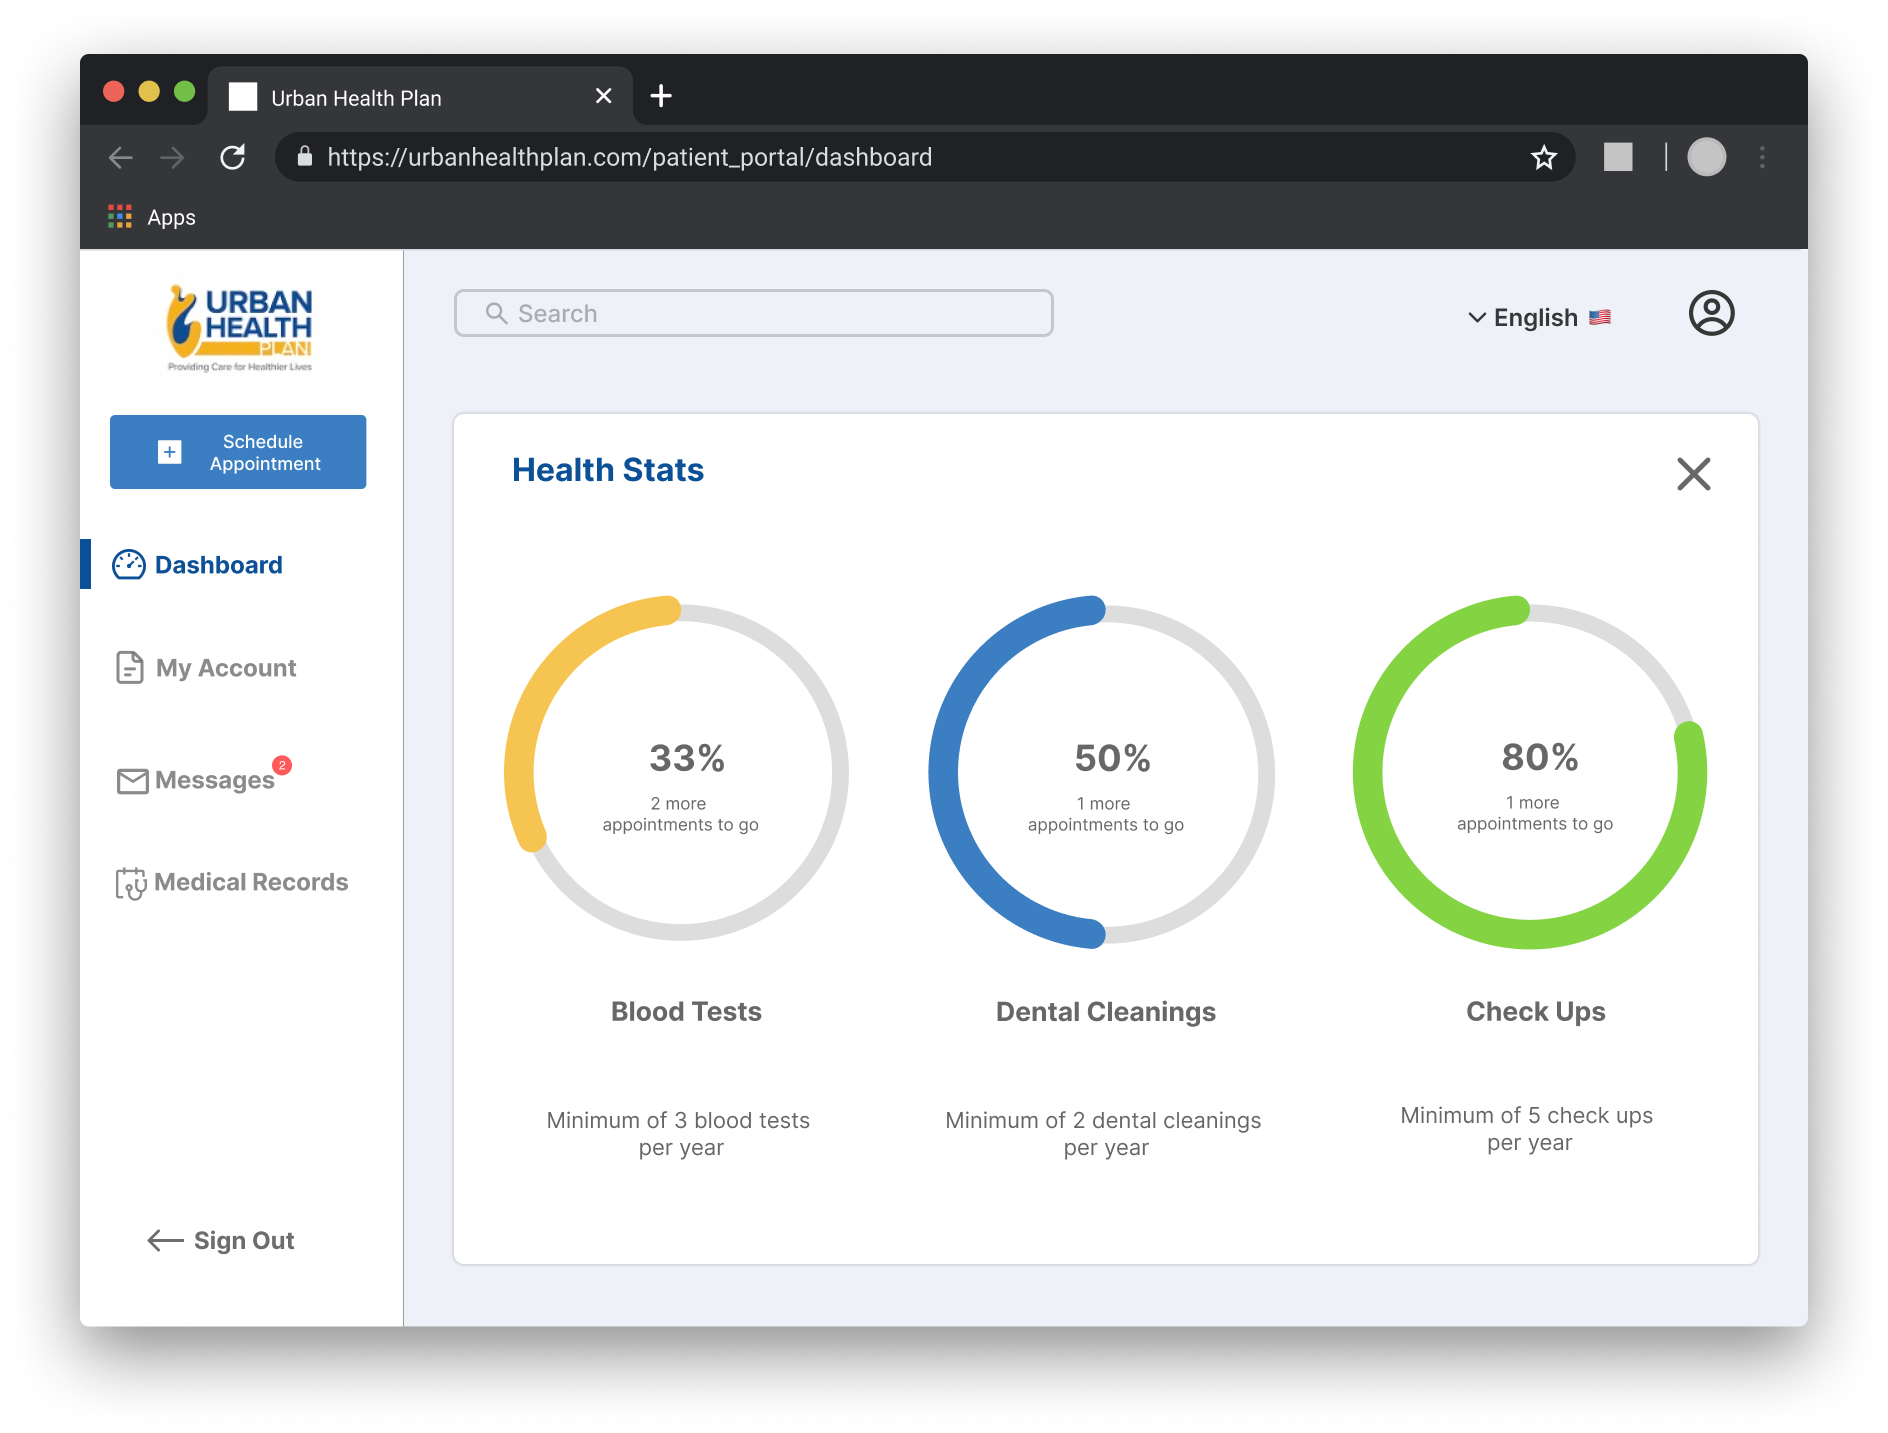 Urban Health Plan
https://urbanhealthplan.com/patient_portal/dashboard
Apps
URBAN
HEALTH
PLAN
Providing Care for Healthier Lives
Search
English
Schedule
Appointment
Dashboard
My Account
Messages
2
Medical Records
Sign Out
Health Stats
33%
2 more
appointments to go
Blood Tests
Minimum of 3 blood tests
per year
50%
1 more
appointments to go
Dental Cleanings
Minimum of 2 dental cleanings
per year
80%
1 more
appointments to go
Check Ups
Minimum of 5 check ups
per year